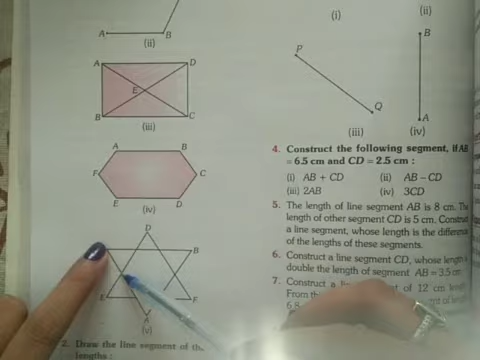 A B
(ii)
A D
E
B C
(iii)
A B
F C
E D
(iv)
D
B
E F
A
(v)
2. Draw the line segment of the
lengths :
(i) (ii)
P B
Q A
(iii) (iv)
4. Construct the following segment, if AB
= 6.5 cm and CD = 2.5 cm :
(i) AB + CD (ii) AB – CD
(iii) 2AB (iv) 3CD
5. The length of line segment AB is 8 cm. The
length of other segment CD is 5 cm. Construct
a line segment, whose length is the difference
of the lengths of these segments.
6. Construct a line segment CD, whose length
double the length of segment AB = 3.5 cm
7. Construct a of 12 cm length
From
6.8